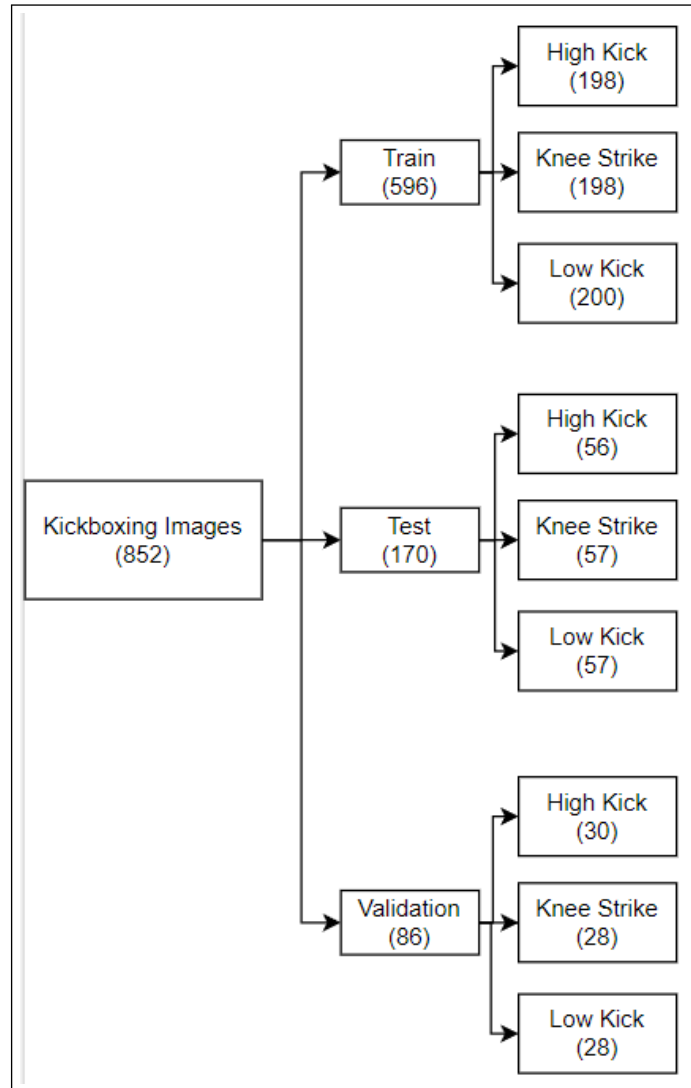 High Kick
(198)
Train
(596)
Knee Strike
(198)
Low Kick
(200)
High Kick
(56)
Kickboxing Images
(852)
Test
(170)
Knee Strike
(57)
Low Kick
(57)
High Kick
(30)
Validation
(86)
Knee Strike
(28)
Low Kick
(28)